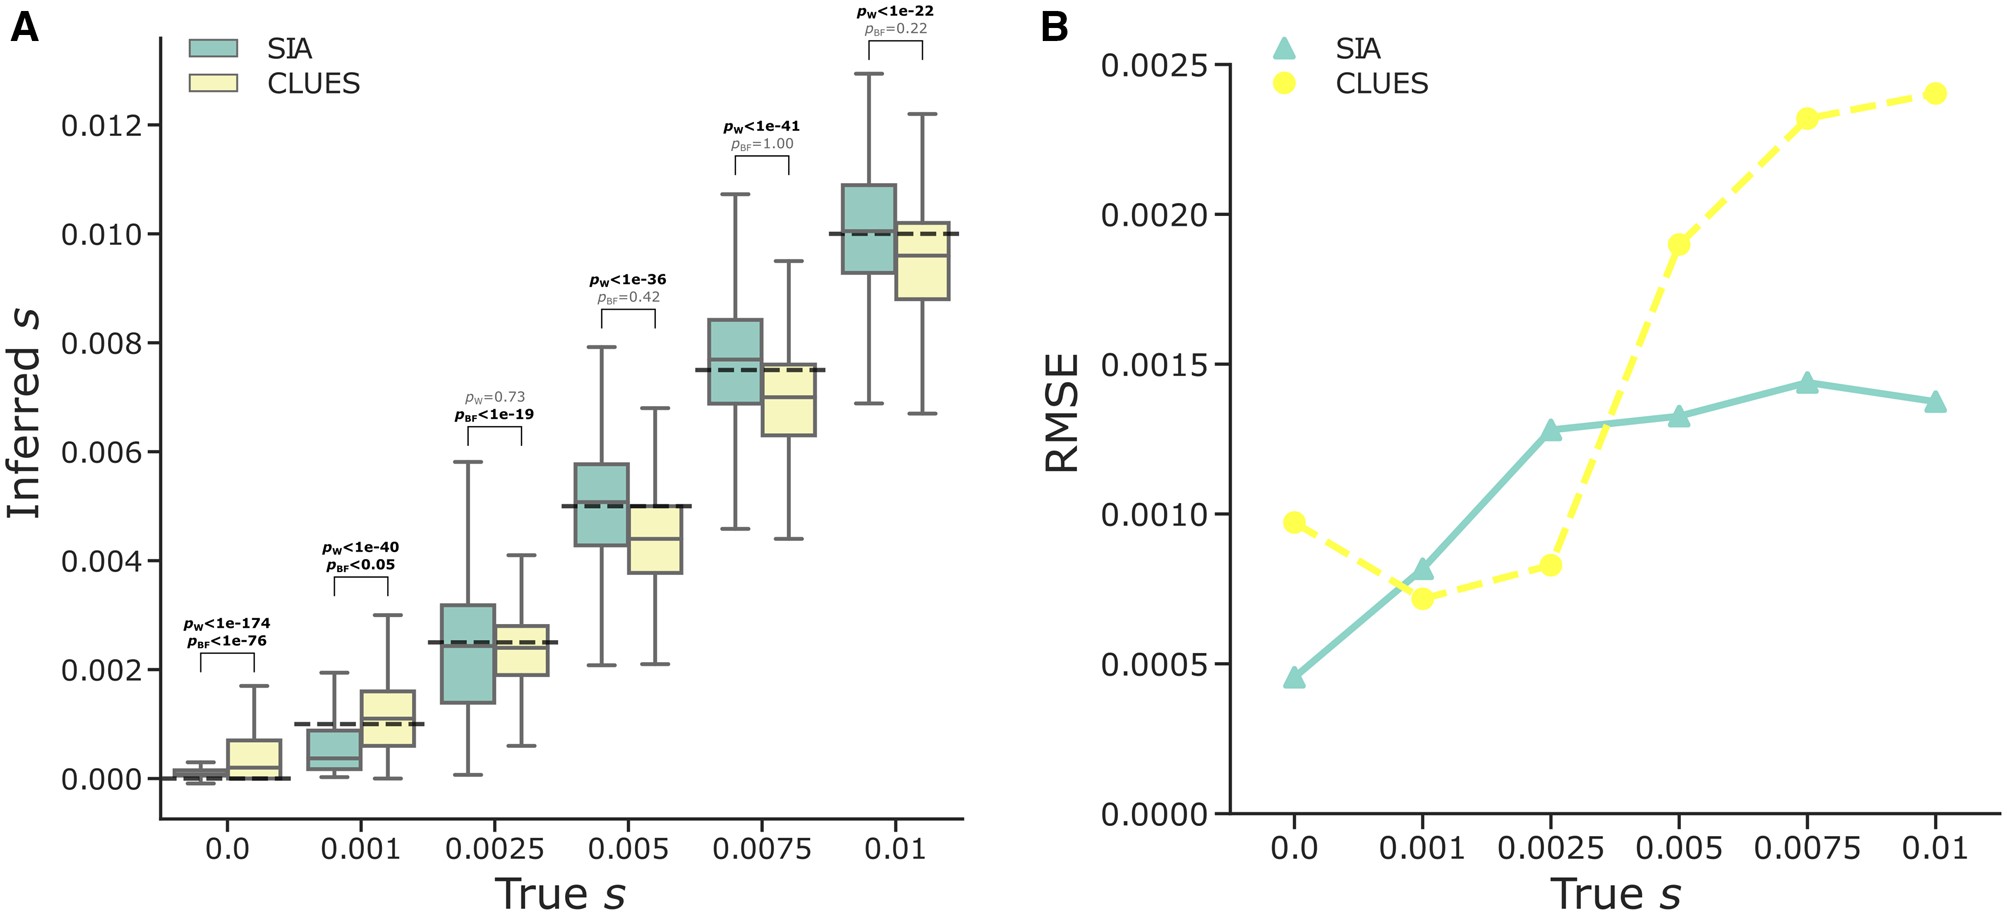 A
SIA
CLUES
Inferred s
0.012
0.010
0.008
0.006
0.004
0.002
0.000
pW<1e-174
pBF<1e-76
pW<1e-40
pBF<0.05
pW=0.73
pBF<1e-19
pW<1e-36
pBF=0.42
pW<1e-41
pBF=1.00
pW<1e-22
pBF=0.22
0.0 0.001 0.0025 0.005 0.0075 0.01
True s
B
SIA
CLUES
RMSE
0.0025
0.0020
0.0015
0.0010
0.0005
0.0000
0.0 0.001 0.0025 0.005 0.0075 0.01
True s